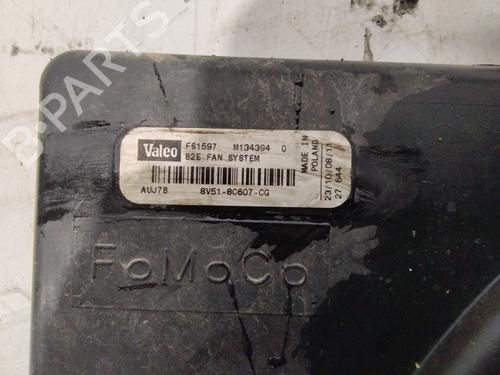 B-PARTS
Valeo FS1597 M134394 0
B2E FAN SYSTEM
AUJ7B 8V51-8C607-CG
MADE IN
POLAND
23/10/08/11
27 644
FoMoCo